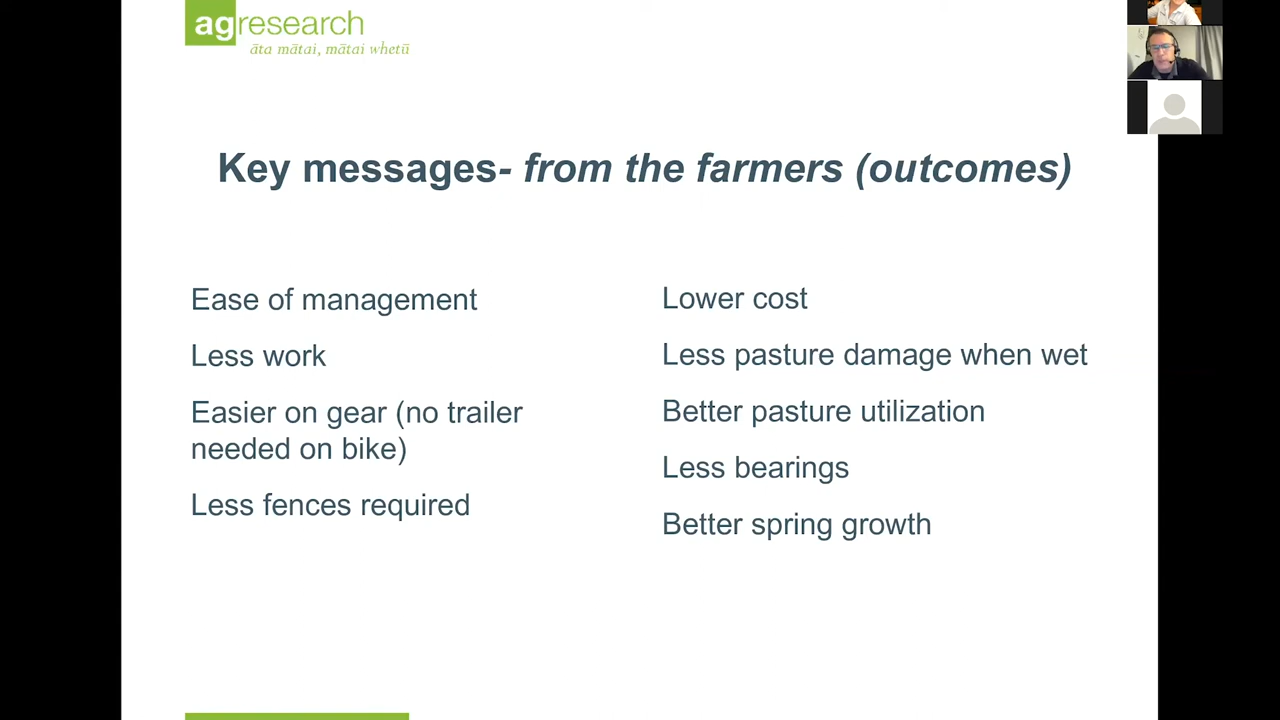 agresearch
āta mātai, mātai whetū
Key messages- from the farmers (outcomes)
Ease of management
Less work
Easier on gear (no trailer
needed on bike)
Less fences required
Lower cost
Less pasture damage when wet
Better pasture utilization
Less bearings
Better spring growth